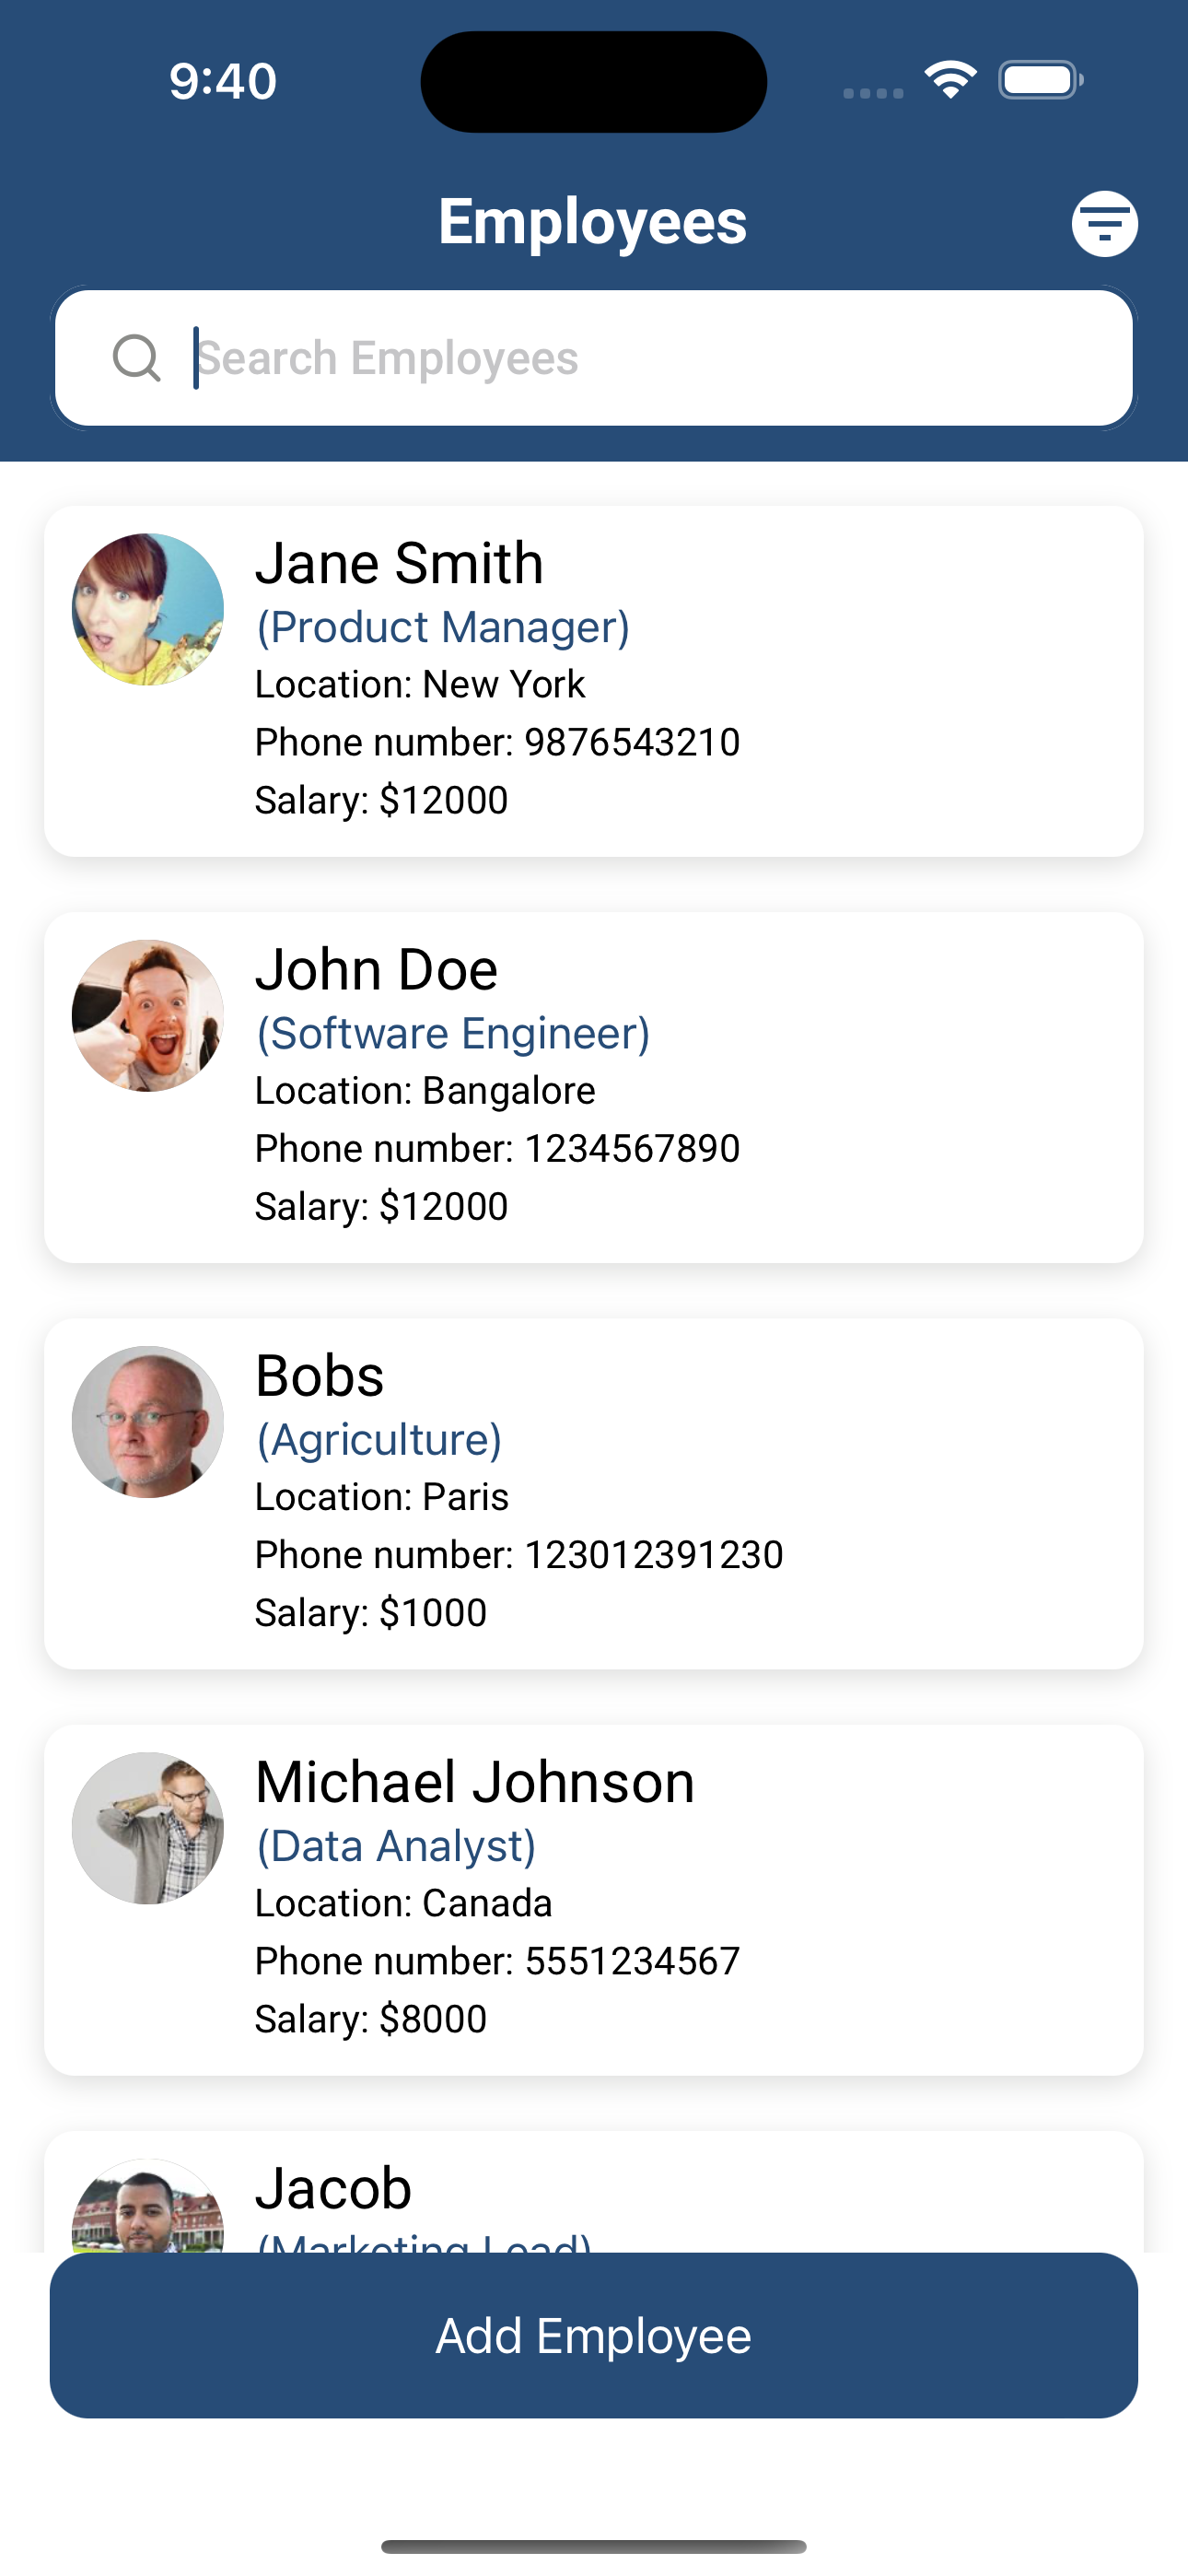 9:40
Employees
Search Employees
Jane Smith
(Product Manager)
Location: New York
Phone number: 9876543210
Salary: $12000
John Doe
(Software Engineer)
Location: Bangalore
Phone number: 1234567890
Salary: $12000
Bobs
(Agriculture)
Location: Paris
Phone number: 123012391230
Salary: $1000
Michael Johnson
(Data Analyst)
Location: Canada
Phone number: 5551234567
Salary: $8000
Jacob
(Marketing Lead)
Add Employee